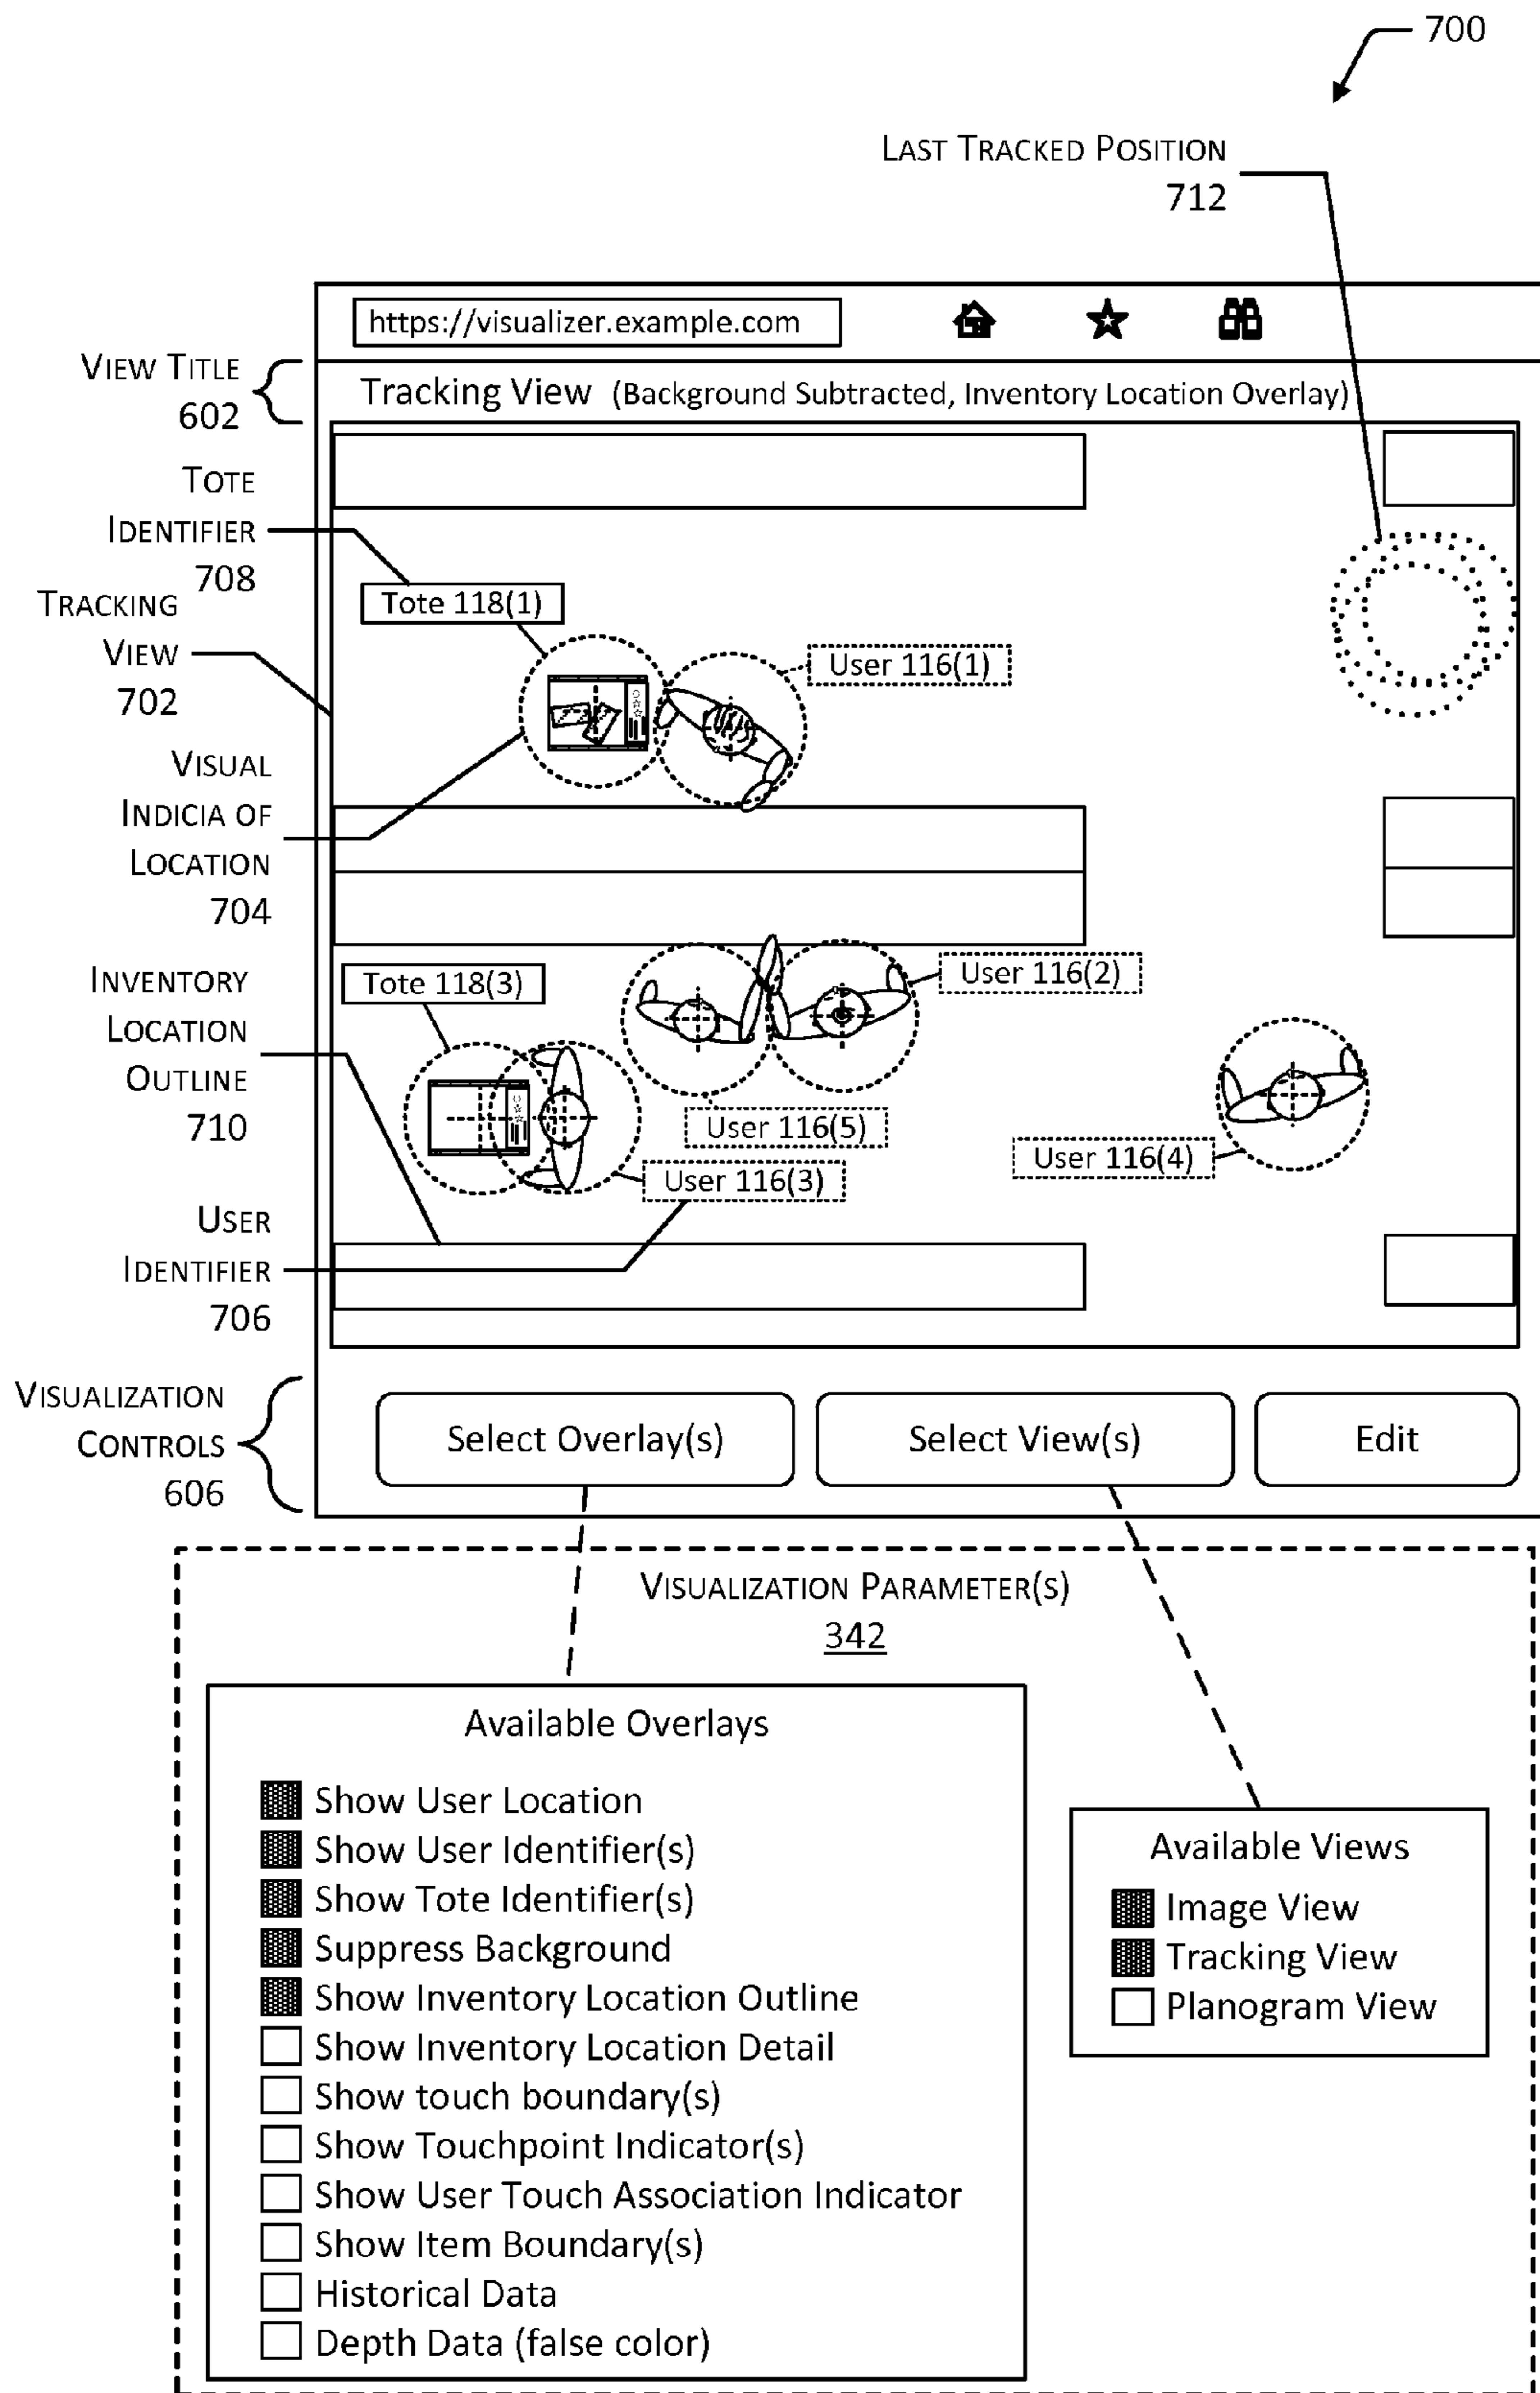 700
LAST TRACKED POSITION
712
https://visualizer.example.com
VIEW TITLE
602
Tracking View (Background Subtracted, Inventory Location Overlay)
TOTE
IDENTIFIER
708
Tote 118(1)
TRACKING
VIEW
702
User 116(1)
VISUAL
INDICIA OF
LOCATION
704
INVENTORY
LOCATION
OUTLINE
710
Tote 118(3)
User 116(2)
User 116(5)
User 116(4)
User 116(3)
USER
IDENTIFIER
706
VISUALIZATION
CONTROLS
606
Select Overlay(s)
Select View(s)
Edit
VISUALIZATION PARAMETER(S)
342
Available Overlays
Show User Location
Show User Identifier(s)
Show Tote Identifier(s)
Suppress Background
Show Inventory Location Outline
Show Inventory Location Detail
Show touch boundary(s)
Show Touchpoint Indicator(s)
Show User Touch Association Indicator
Show Item Boundary(s)
Historical Data
Depth Data (false color)
Available Views
Image View
Tracking View
Planogram View